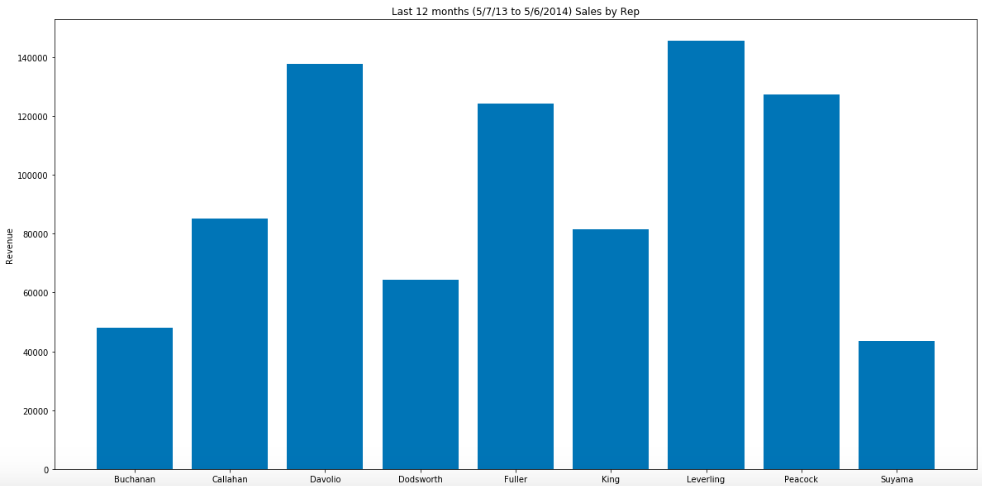 Last 12 months (5/7/13 to 5/6/2014) Sales by Rep
Revenue
140000
120000
100000
80000
60000
40000
20000
0
Buchanan Callahan Davolio Dodsworth Fuller King Leverling Peacock Suyama